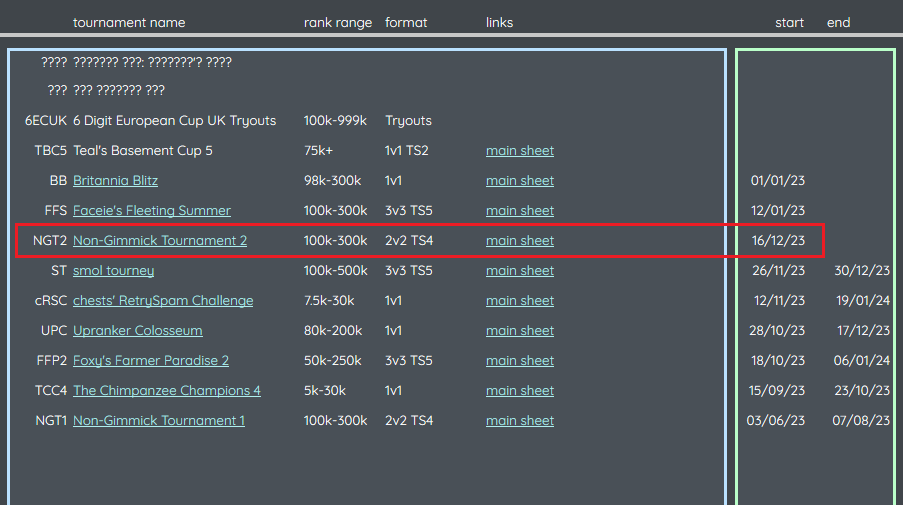 tournament name rank range format links start end
???? ??????? ???: ???????'? ????
??? ??? ??????? ???
6ECUK 6 Digit European Cup UK Tryouts 100k-999k Tryouts
TBC5 Teal's Basement Cup 5 75k+ 1v1 TS2 main sheet
BB Britannia Blitz 98k-300k 1v1 main sheet 01/01/23
FFS Faceie's Fleeting Summer 100k-300k 3v3 TS5 main sheet 12/01/23
NGT2 Non-Gimmick Tournament 2 100k-300k 2v2 TS4 main sheet 16/12/23
ST smol tourney 100k-500k 3v3 TS5 main sheet 26/11/23 30/12/23
cRSC chests' RetrySpam Challenge 7.5k-30k 1v1 main sheet 12/11/23 19/01/24
UPC Upranker Colosseum 80k-200k 1v1 main sheet 28/10/23 17/12/23
FFP2 Foxy's Farmer Paradise 2 50k-250k 3v3 TS5 main sheet 18/10/23 06/01/24
TCC4 The Chimpanzee Champions 4 5k-30k 1v1 main sheet 15/09/23 23/10/23
NGT1 Non-Gimmick Tournament 1 100k-300k 2v2 TS4 main sheet 03/06/23 07/08/23